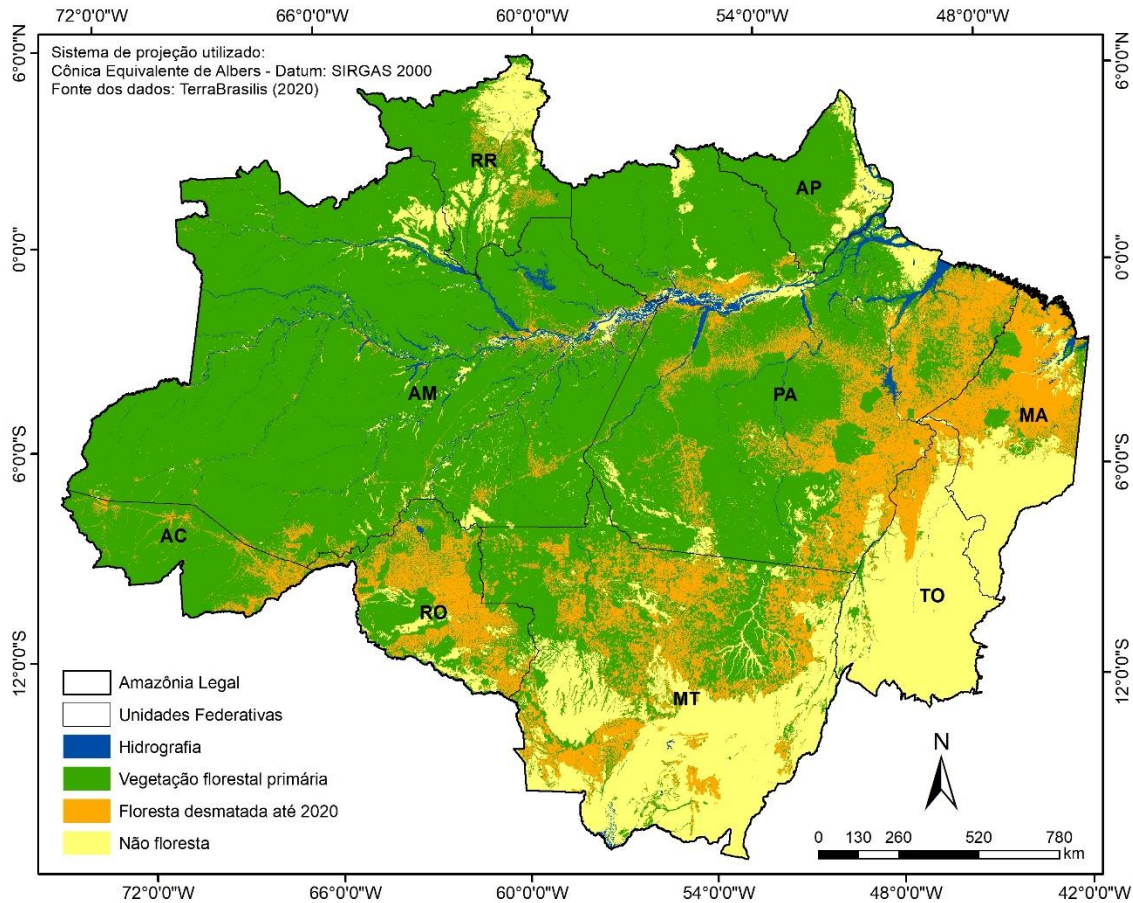 72°0'0"W 66°0'0"W 60°0'0"W 54°0'0"W 48°0'0"W
6°0'0"N
6°0'0"N
Sistema de projeção utilizado:
Cônica Equivalente de Albers - Datum: SIRGAS 2000
Fonte dos dados: TerraBrasilis (2020)
RR
AP
0°0'0"
0°0'0"
AM
PA
MA
6°0'0"S
6°0'0"S
AC
RO
TO
12°0'0"S
12°0'0"S
MT
Amazônia Legal
Unidades Federativas
Hidrografia
Vegetação florestal primária
Floresta desmatada até 2020
Não floresta
N
0 130 260 520 780
km
72°0'0"W 66°0'0"W 60°0'0"W 54°0'0"W 48°0'0"W 42°0'0"W